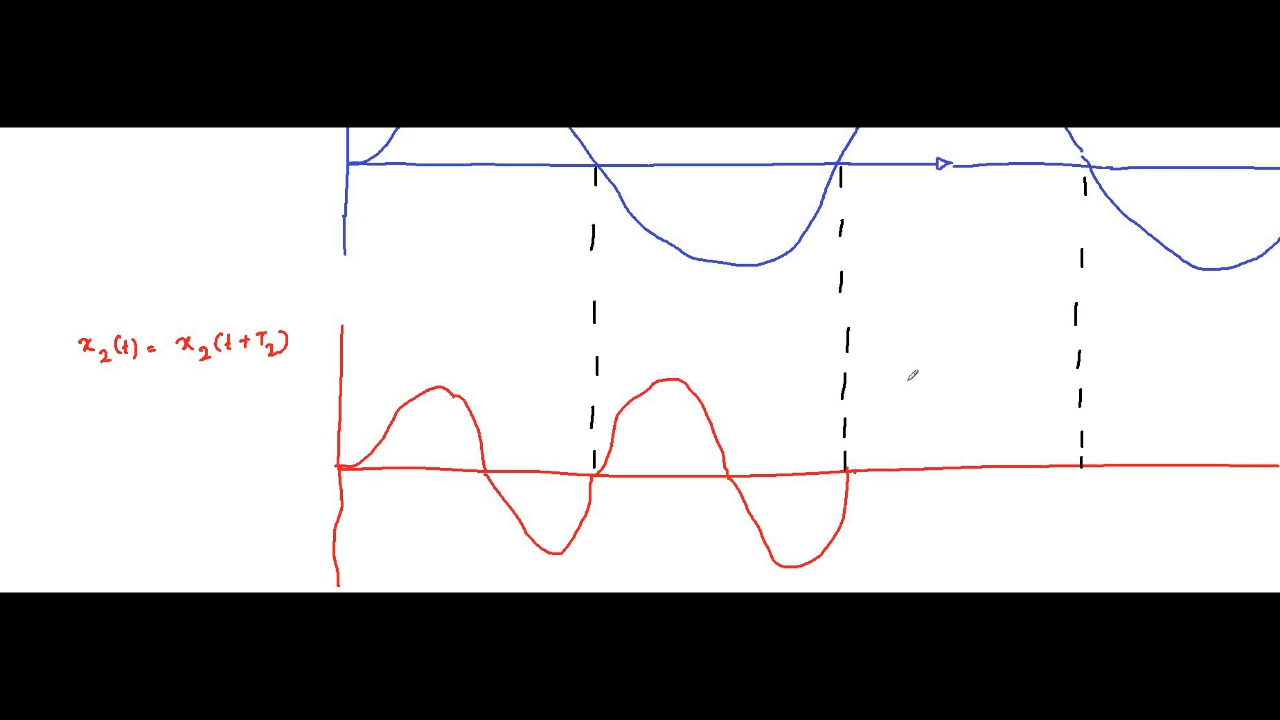 x₂(t) = x₂(t+T₂)